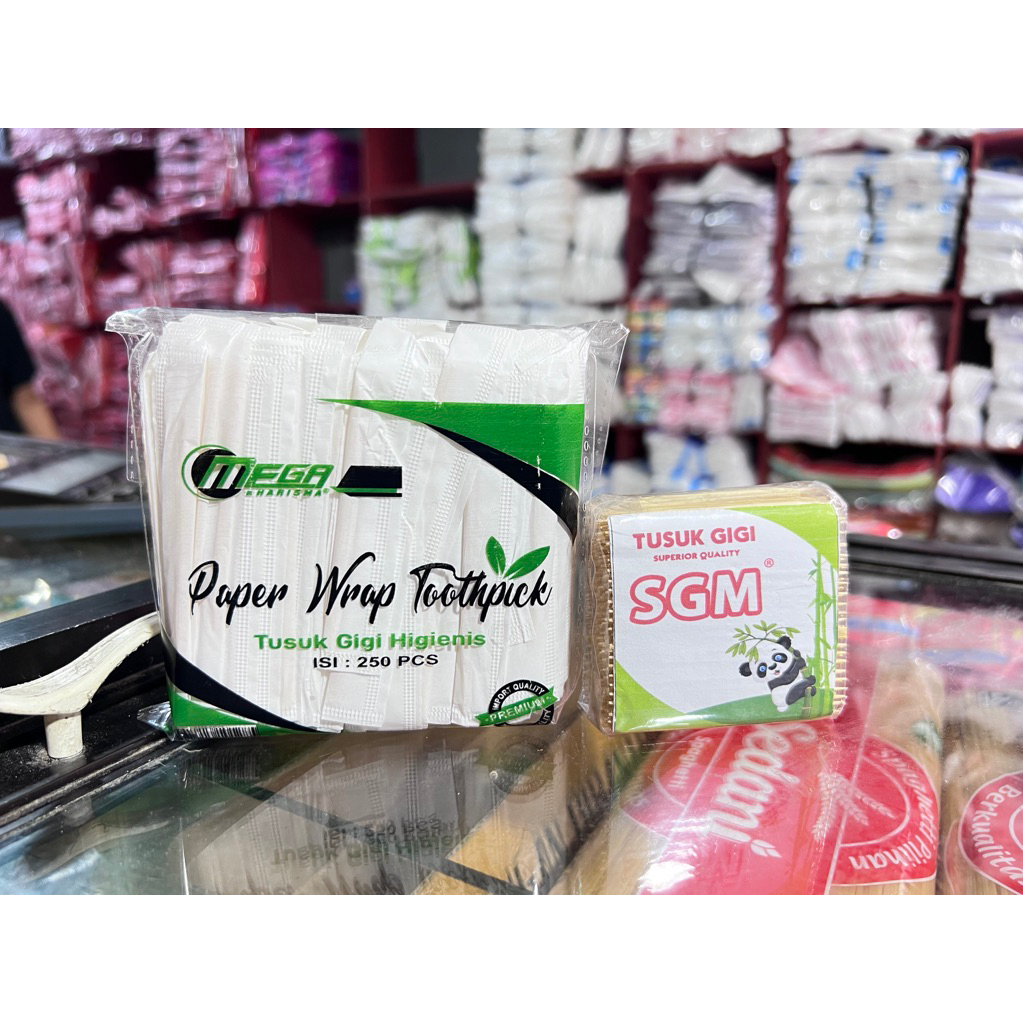 MEGA
KHARISMA®
Paper Wrap Toothpick
Tusuk Gigi Higienis
ISI : 250 PCS
IMPORT QUALITY
PREMIUM
TUSUK GIGI
SUPERIOR QUALITY
SGM®
Sedani
Pilihan
Berkualitas